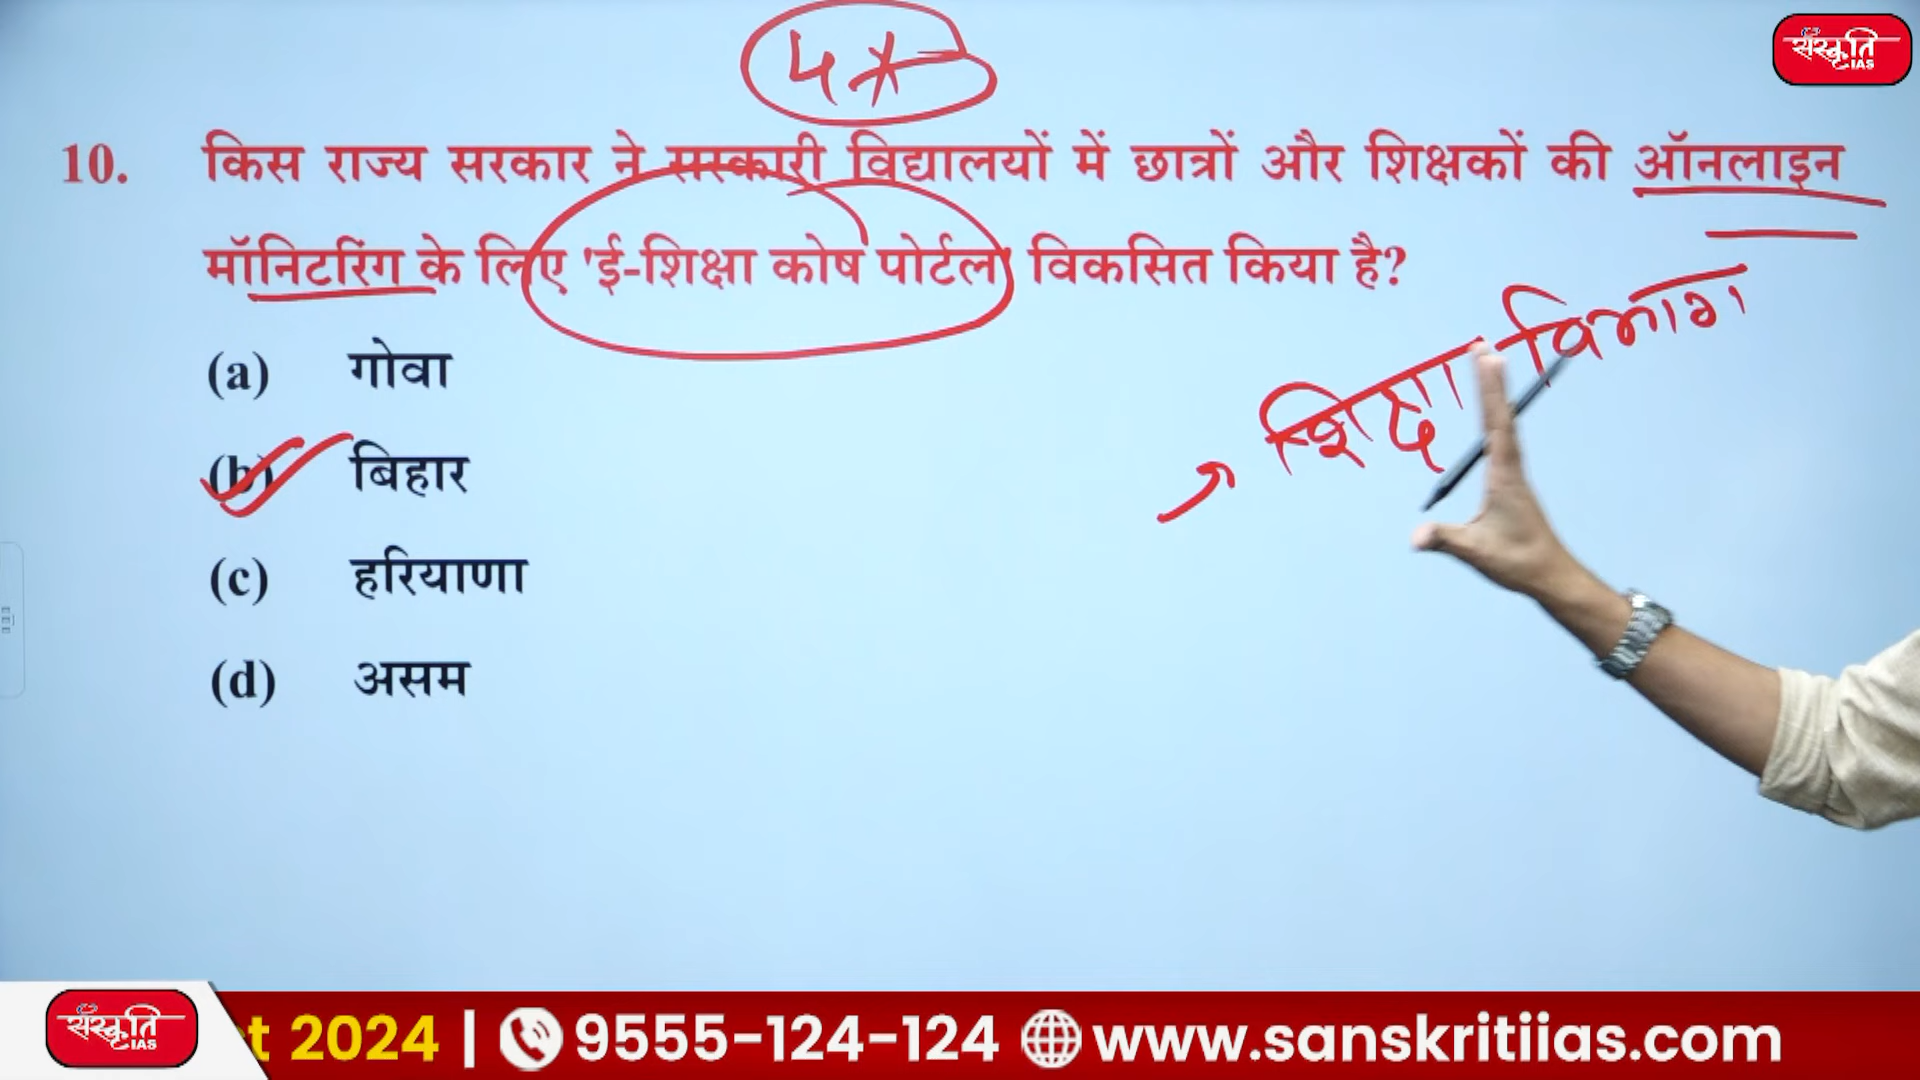 5*
संस्कृति
IAS
10. किस राज्य सरकार ने सरकारी विद्यालयों में छात्रों और शिक्षकों की ऑनलाइन
मॉनिटरिंग के लिए 'ई-शिक्षा कोष पोर्टल' विकसित किया है?
शिक्षा विभाग
(a) गोवा
(b) बिहार
(c) हरियाणा
(d) असम
संस्कृति
IAS
t 2024 | 9555-124-124 www.sanskritiias.com